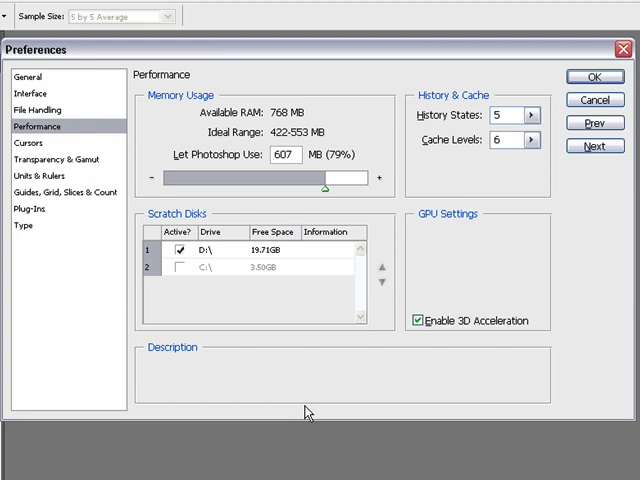 Sample Size: 5 by 5 Average
Preferences
General
Interface
File Handling
Performance
Cursors
Transparency & Gamut
Units & Rulers
Guides, Grid, Slices & Count
Plug-Ins
Type
Performance
Memory Usage
Available RAM: 768 MB
Ideal Range: 422-553 MB
Let Photoshop Use: 607 MB (79%)
- +
History & Cache
History States: 5
Cache Levels: 6
OK
Cancel
Prev
Next
Scratch Disks
Active? Drive Free Space Information
1 D:\ 19.71GB
2 C:\ 3.50GB
GPU Settings
Enable 3D Acceleration
Description